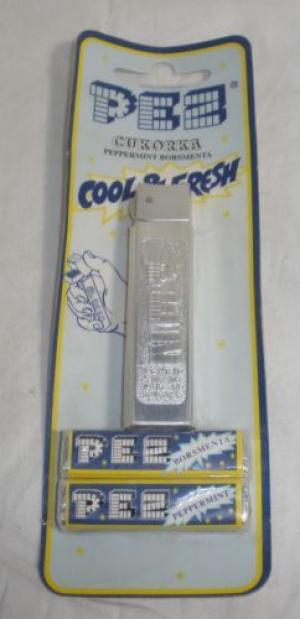 PEZ ®
CUKORKA
PEPPERMINT BORSMENTA
COOL & FRESH
PEZ BORSMENTA
PEZ PEPPERMINT